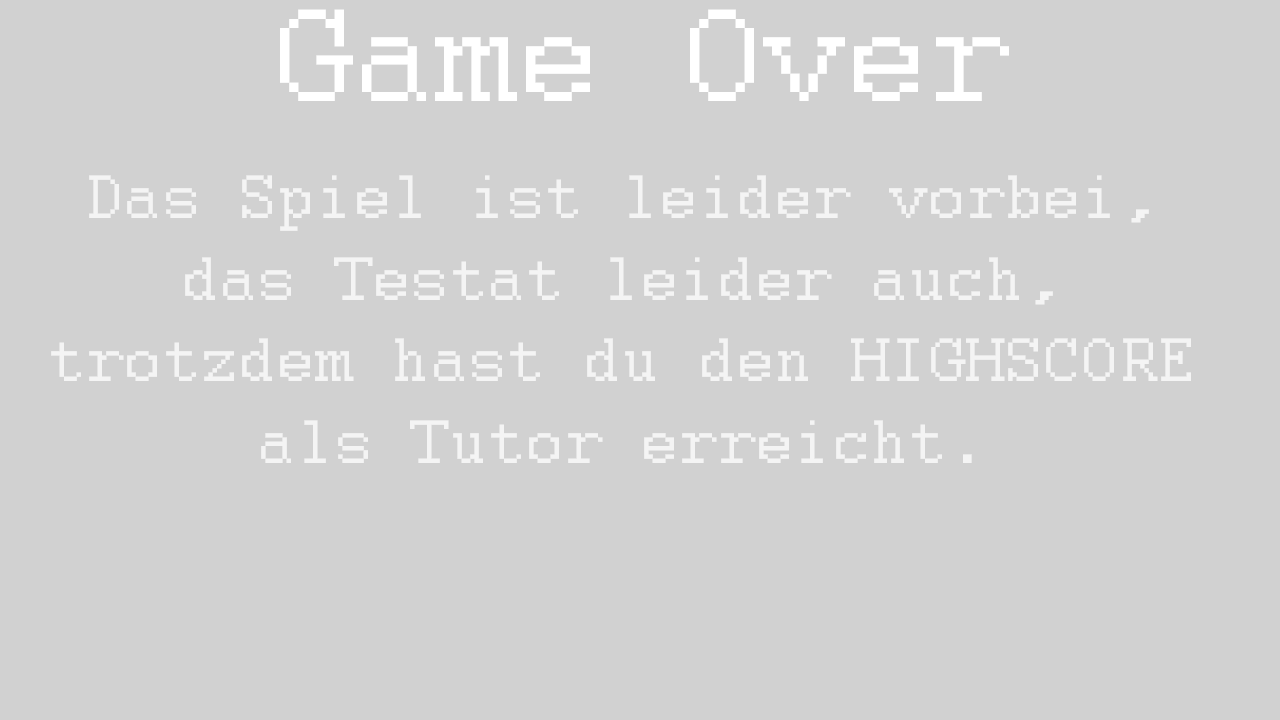 Game Over
Das Spiel ist leider vorbei,
das Testat leider auch,
trotzdem hast du den HIGHSCORE
als Tutor erreicht.